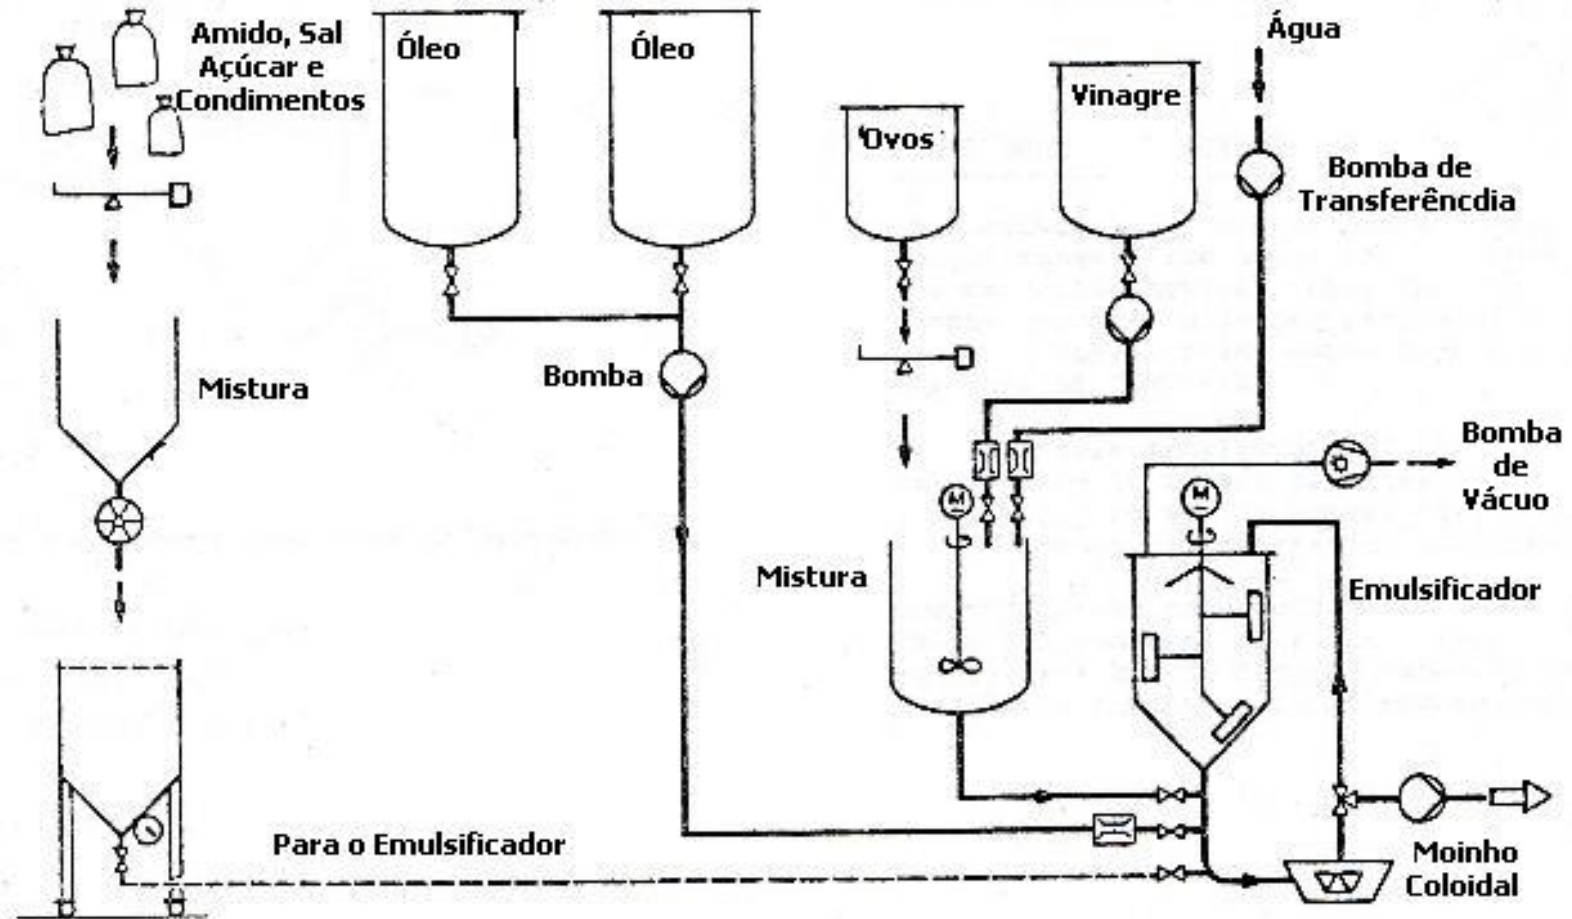 Amido, Sal
Açúcar e
Condimentos
Óleo
Óleo
Ovos
Vinagre
Água
Bomba de
Transferêncdia
Mistura
Bomba
Bomba
de
Vácuo
M
M
Mistura
Emulsificador
Para o Emulsificador
Moinho
Coloidal